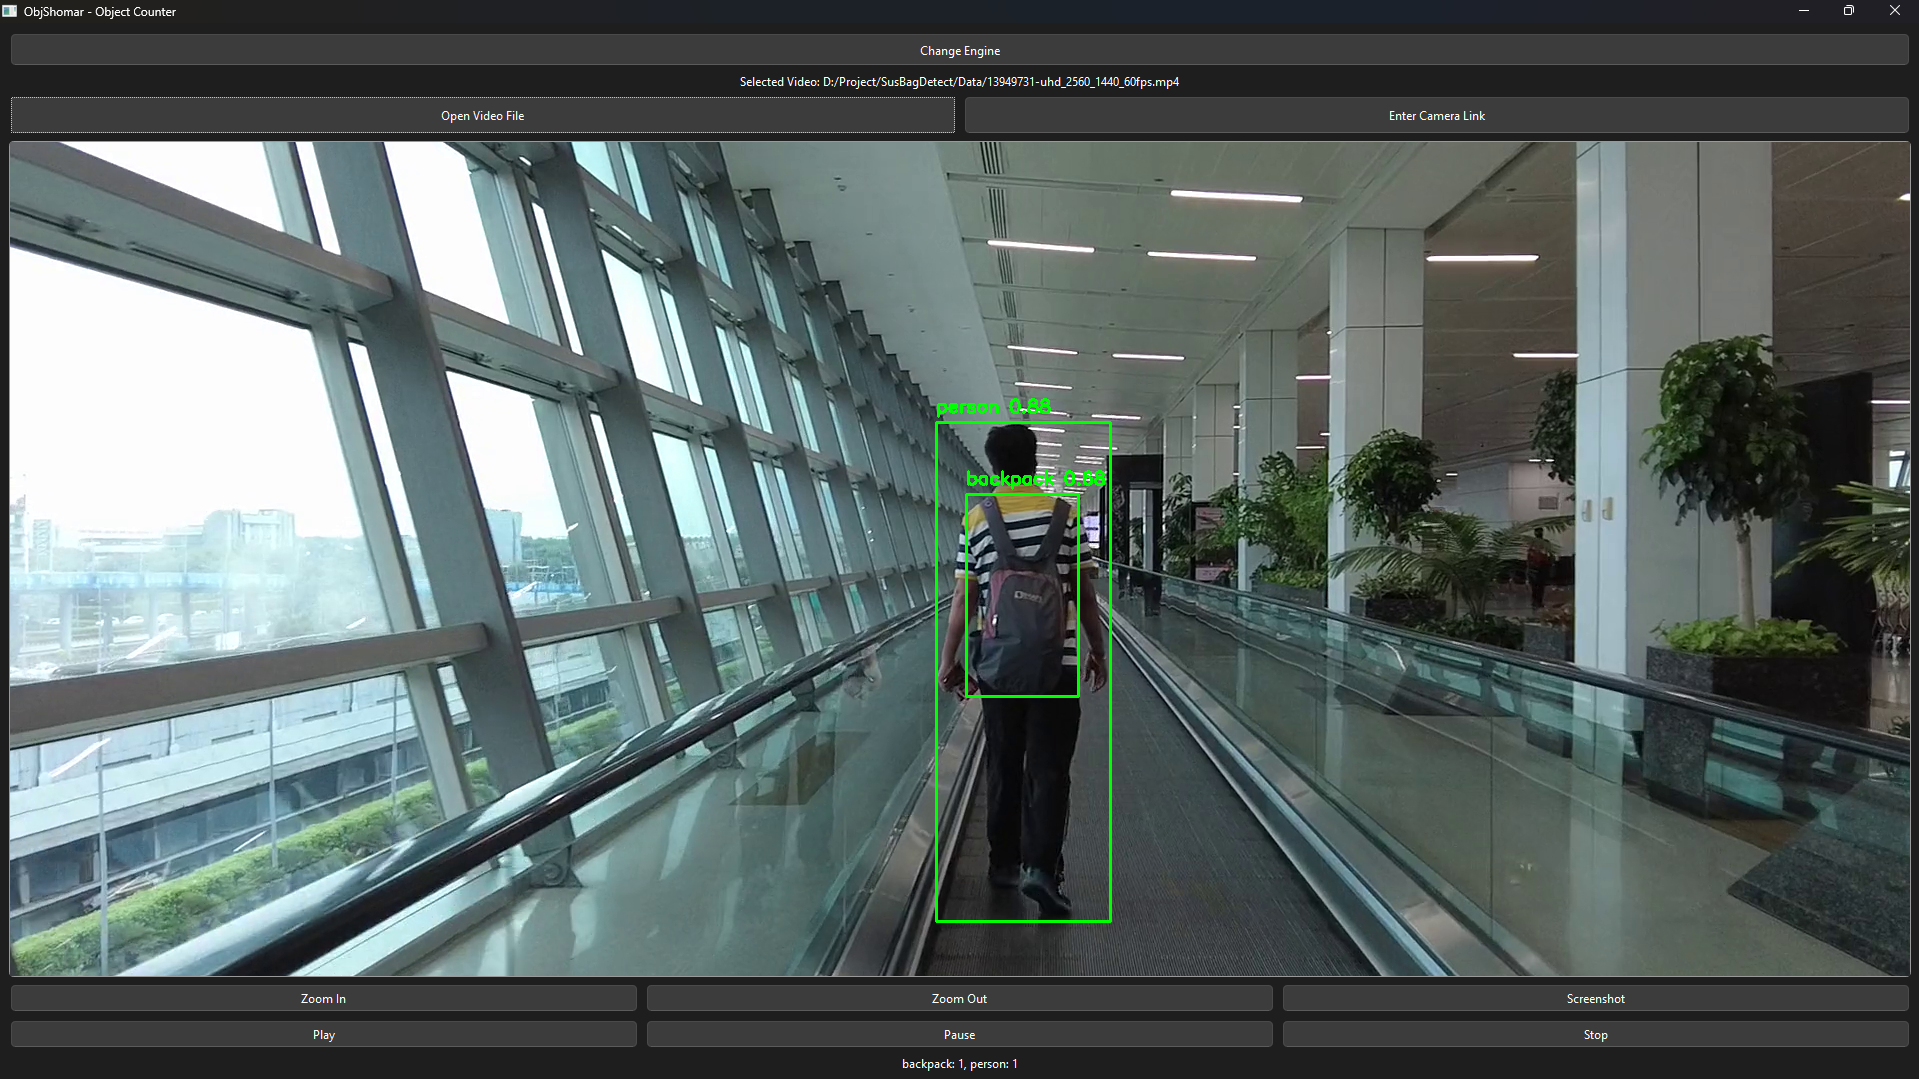 ObjShomar - Object Counter
Change Engine
Selected Video: D:/Project/SusBagDetect/Data/13949731-uhd_2560_1440_60fps.mp4
Open Video File
Enter Camera Link
person 0.88
backpack 0.68
Zoom In
Zoom Out
Screenshot
Play
Pause
Stop
backpack: 1, person: 1